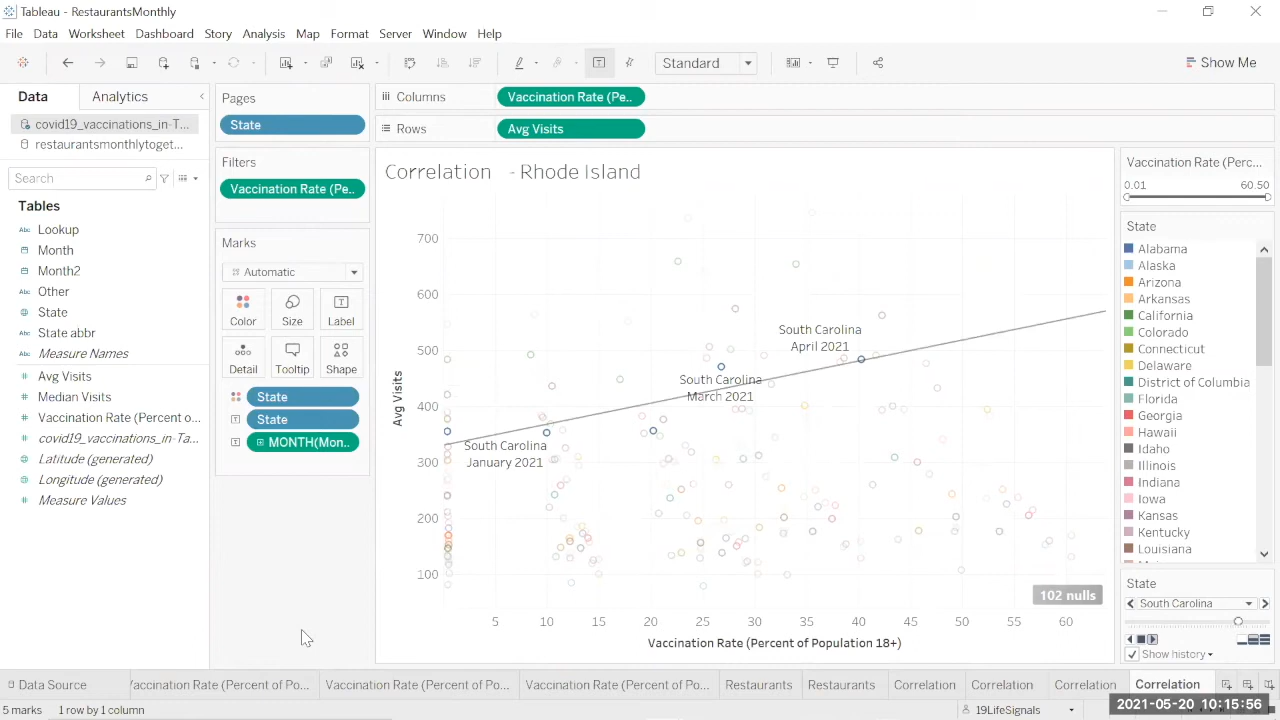 Tableau - RestaurantsMonthly
File Data Worksheet Dashboard Story Analysis Map Format Server Window Help
Standard
Show Me
Data Analytics
covid19_vaccinations_in-T...
restaurantsmonthlytoget...
Search
Tables
Abc Lookup
Month
Month2
Abc Other
State
Abc State abbr
Abc Measure Names
Avg Visits
Median Visits
Vaccination Rate (Percent o...
covid19_vaccinations_in-Ta...
Latitude (generated)
Longitude (generated)
Measure Values
Pages
State
Filters
Vaccination Rate (Pe..
Marks
Automatic
Color Size Label
Detail Tooltip Shape
State
State
MONTH(Mon..
Columns Vaccination Rate (Pe..
Rows Avg Visits
Correlation - Rhode Island
Avg Visits
700
600
500
400
300
200
100
South Carolina
April 2021
South Carolina
March 2021
South Carolina
January 2021
102 nulls
5 10 15 20 25 30 35 40 45 50 55 60
Vaccination Rate (Percent of Population 18+)
Vaccination Rate (Perc...
0.01 60.50
State
Alabama
Alaska
Arizona
Arkansas
California
Colorado
Connecticut
Delaware
District of Columbia
Florida
Georgia
Hawaii
Idaho
Illinois
Indiana
Iowa
Kansas
Kentucky
Louisiana
State
South Carolina
Show history
Data Source Vaccination Rate (Percent of Po... Vaccination Rate (Percent of Po... Vaccination Rate (Percent of Po... Restaurants Restaurants Correlation Correlation Correlation Correlation
5 marks 1 row by 1 column 19LifeSignals
2021-05-20 10:15:56